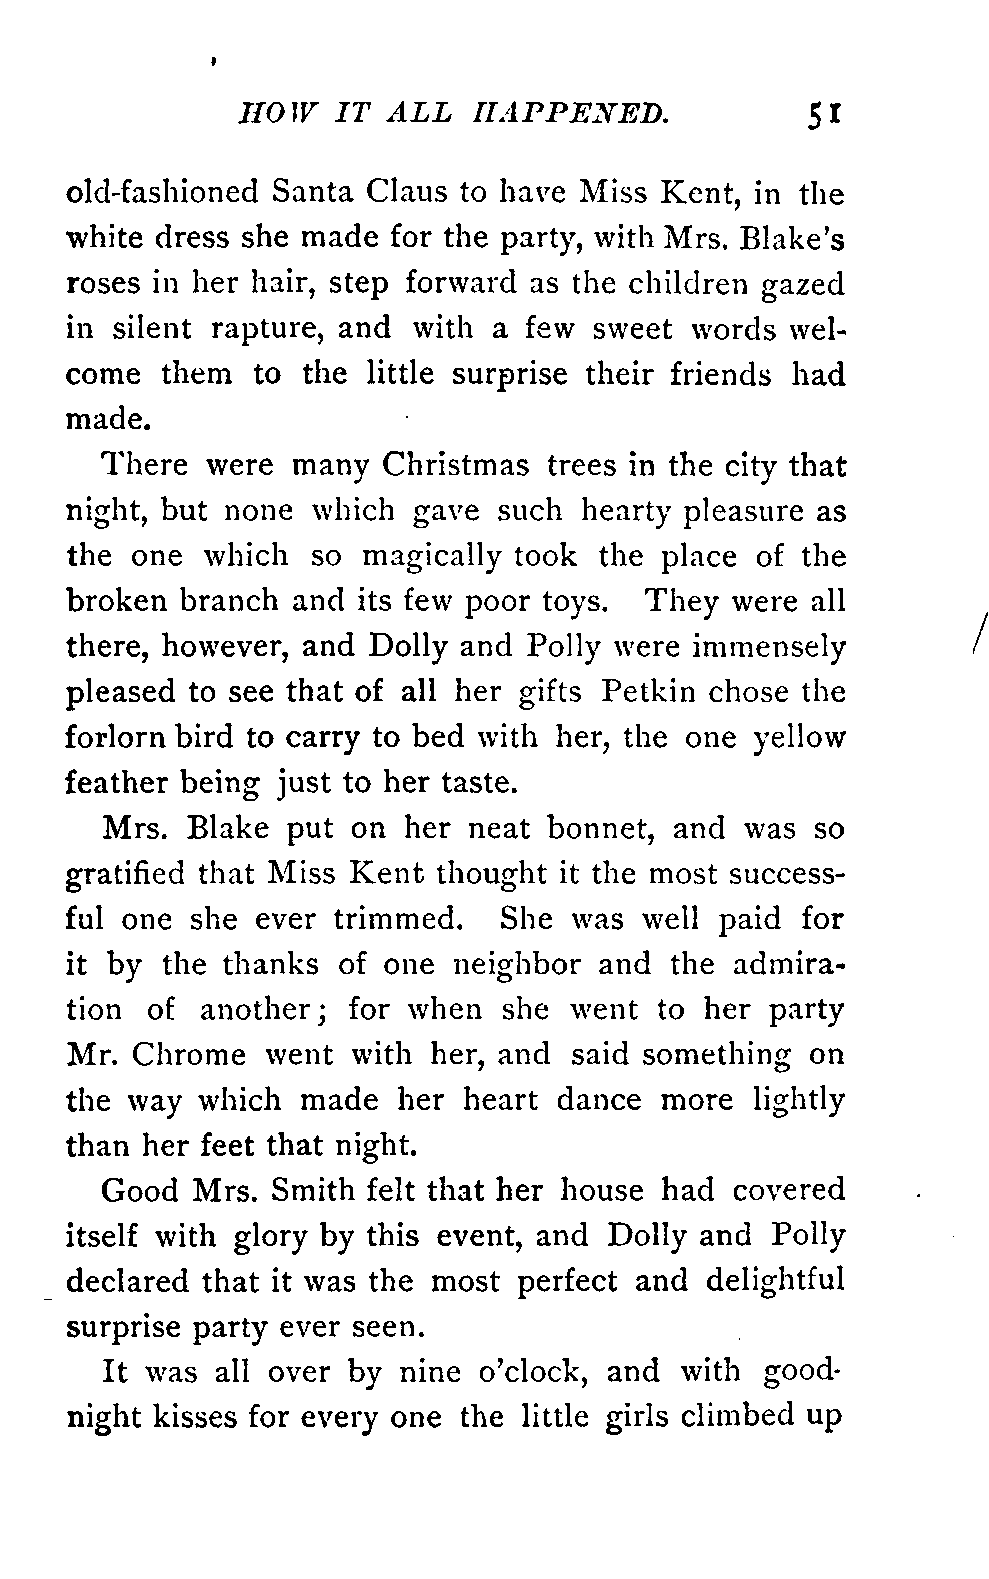 HOW IT ALL HAPPENED. 51
old-fashioned Santa Claus to have Miss Kent, in the
white dress she made for the party, with Mrs. Blake's
roses in her hair, step forward as the children gazed
in silent rapture, and with a few sweet words wel-
come them to the little surprise their friends had
made.
There were many Christmas trees in the city that
night, but none which gave such hearty pleasure as
the one which so magically took the place of the
broken branch and its few poor toys. They were all
there, however, and Dolly and Polly were immensely
pleased to see that of all her gifts Petkin chose the
forlorn bird to carry to bed with her, the one yellow
feather being just to her taste.
Mrs. Blake put on her neat bonnet, and was so
gratified that Miss Kent thought it the most success-
ful one she ever trimmed. She was well paid for
it by the thanks of one neighbor and the admira-
tion of another; for when she went to her party
Mr. Chrome went with her, and said something on
the way which made her heart dance more lightly
than her feet that night.
Good Mrs. Smith felt that her house had covered
itself with glory by this event, and Dolly and Polly
declared that it was the most perfect and delightful
surprise party ever seen.
It was all over by nine o'clock, and with good-
night kisses for every one the little girls climbed up